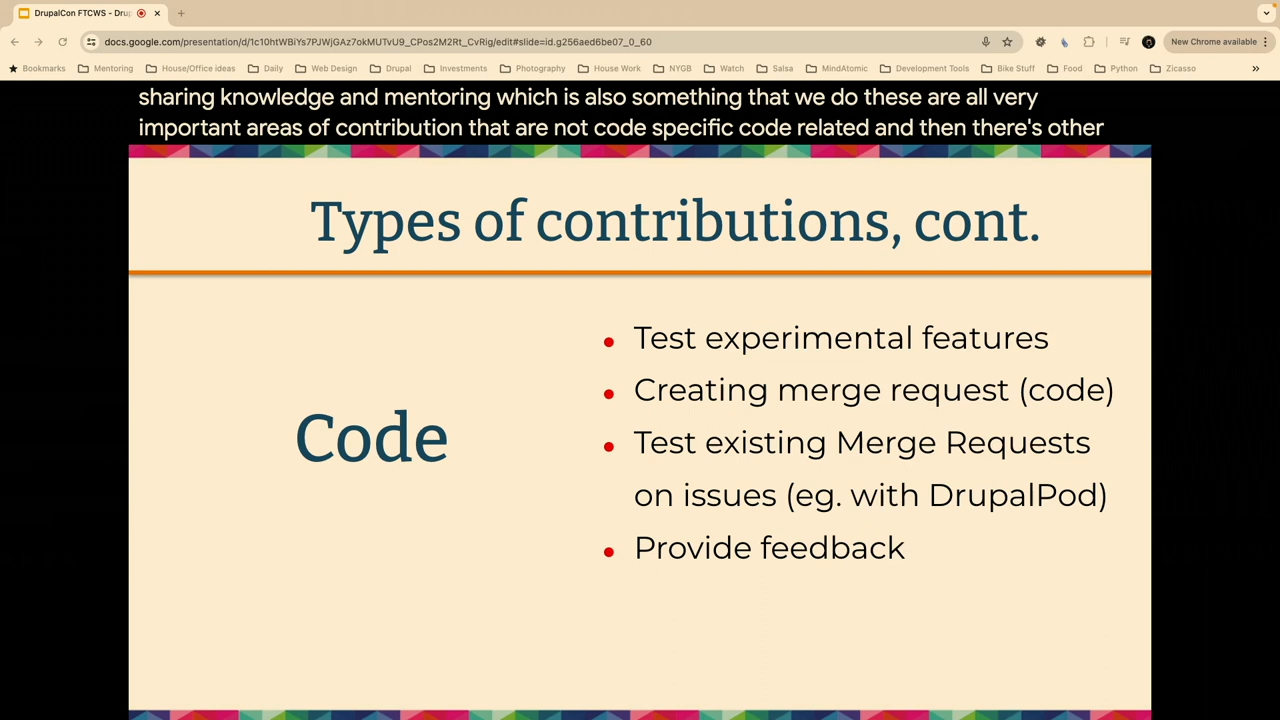 DrupalCon FTCWS - Drup
docs.google.com/presentation/d/1c10htWBiYs7PJWjGAz7okMUTvU9_CPos2M2Rt_CvRig/edit#slide=id.g256aed6be07_0_60
New Chrome available
Bookmarks Mentoring House/Office ideas Daily Web Design Drupal Investments Photography House Work NYGB Watch Salsa MindAtomic Development Tools Bike Stuff Food Python Zicasso
sharing knowledge and mentoring which is also something that we do these are all very
important areas of contribution that are not code specific code related and then there's other
Types of contributions, cont.
Code
Test experimental features
Creating merge request (code)
Test existing Merge Requests
on issues (eg. with DrupalPod)
Provide feedback